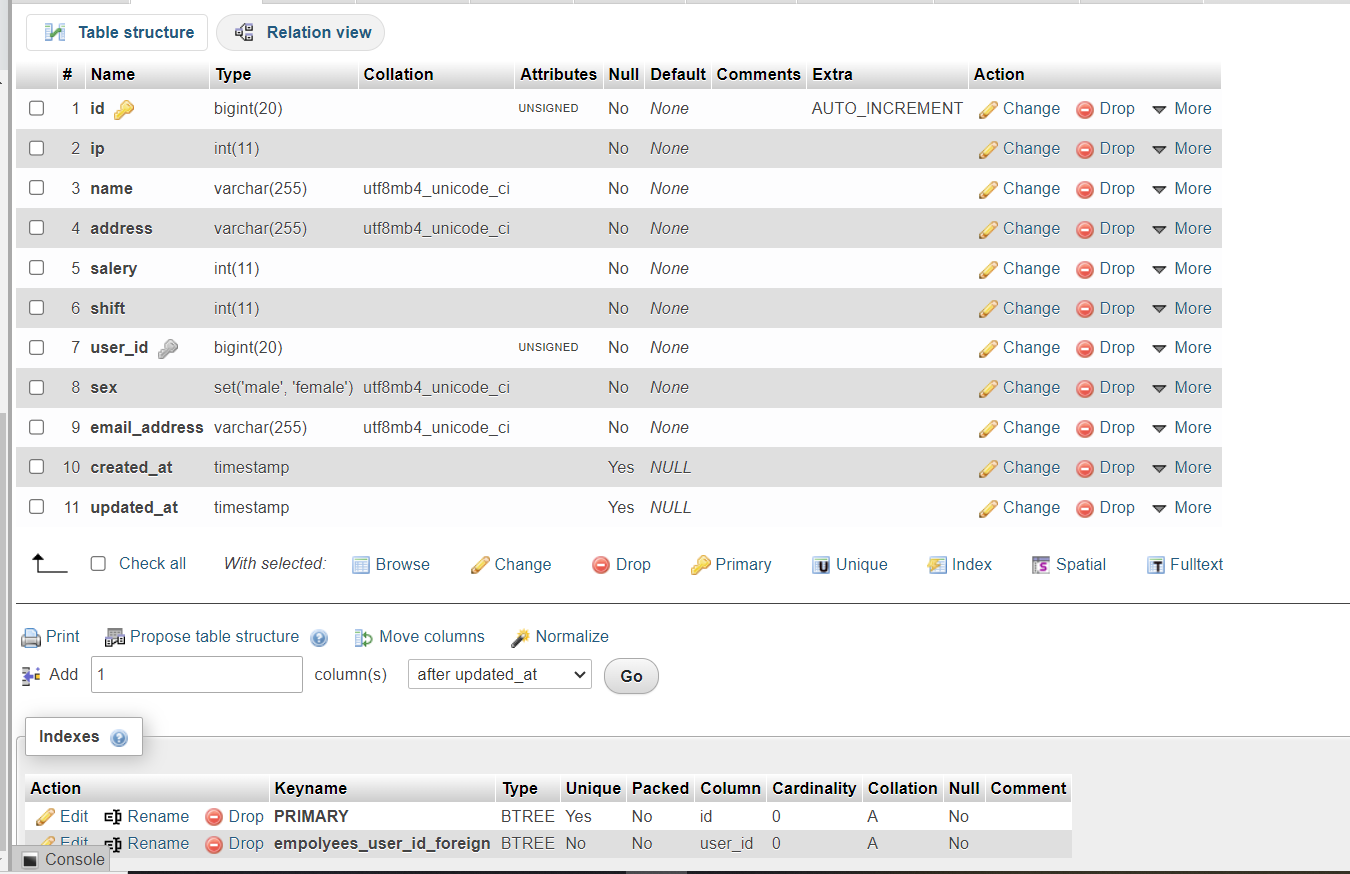 Table structure Relation view
# Name Type Collation Attributes Null Default Comments Extra Action
1 id bigint(20) UNSIGNED No None AUTO_INCREMENT Change Drop More
2 ip int(11) No None Change Drop More
3 name varchar(255) utf8mb4_unicode_ci No None Change Drop More
4 address varchar(255) utf8mb4_unicode_ci No None Change Drop More
5 salery int(11) No None Change Drop More
6 shift int(11) No None Change Drop More
7 user_id bigint(20) UNSIGNED No None Change Drop More
8 sex set('male', 'female') utf8mb4_unicode_ci No None Change Drop More
9 email_address varchar(255) utf8mb4_unicode_ci No None Change Drop More
10 created_at timestamp Yes NULL Change Drop More
11 updated_at timestamp Yes NULL Change Drop More
Check all With selected: Browse Change Drop Primary Unique Index Spatial Fulltext
Print Propose table structure Move columns Normalize
Add 1 column(s) after updated_at Go
Indexes
Action Keyname Type Unique Packed Column Cardinality Collation Null Comment
Edit Rename Drop PRIMARY BTREE Yes No id 0 A No
Edit Rename Drop empolyees_user_id_foreign BTREE No No user_id 0 A No
Console